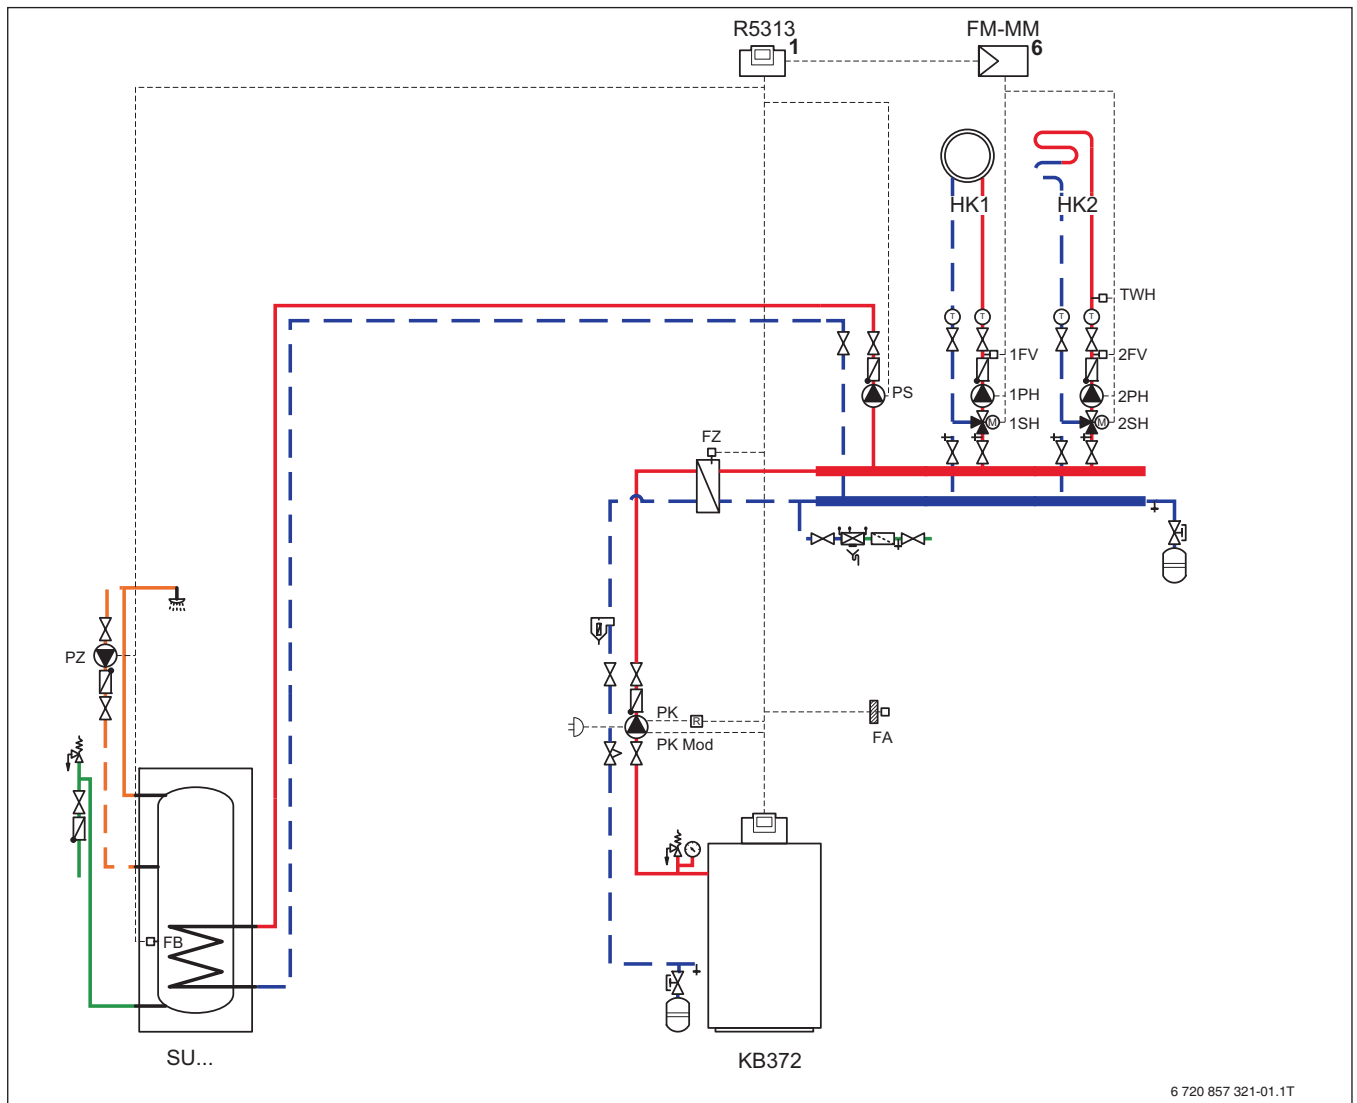 R5313
1
FM-MM
6
HK1
HK2
TWH
T
T
T
T
1FV
2FV
PS
1PH
2PH
M
1SH
M
2SH
FZ
PZ
PK
R
PK Mod
FA
FB
SU...
KB372
6 720 857 321-01.1T